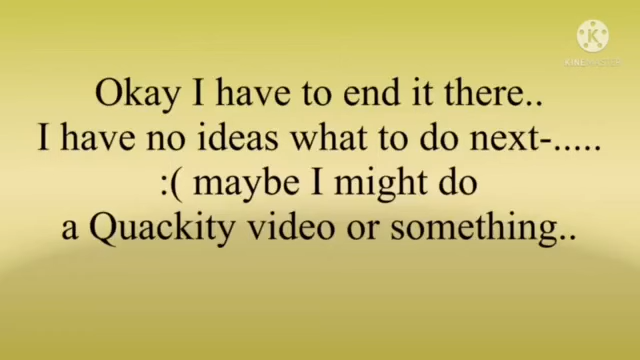 KINEMASTER
Okay I have to end it there..
I have no ideas what to do next-.....
:( maybe I might do
a Quackity video or something..